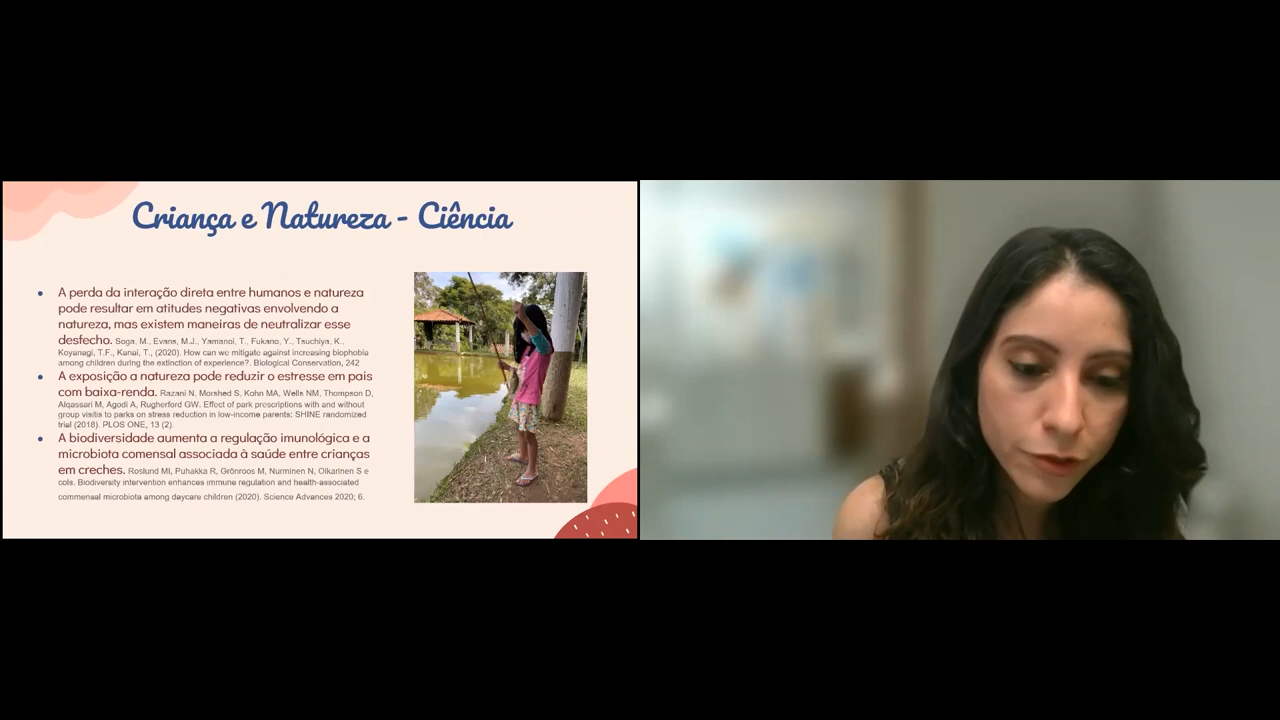 Criança e Natureza - Ciência
• A perda da interação direta entre humanos e natureza
pode resultar em atitudes negativas envolvendo a
natureza, mas existem maneiras de neutralizar esse
desfecho. Soga, M., Evans, M.J., Yamanoi, T., Fukano, Y., Tsuchiya, K.,
Koyanagi, T.F., Kanai, T., (2020). How can we mitigate against increasing biophobia
among children during the extinction of experience?. Biological Conservation, 242
• A exposição a natureza pode reduzir o estresse em pais
com baixa-renda. Razani N, Morshed S, Kohn MA, Wells NM, Thompson D,
Alqassari M, Agodi A, Rugherford GW. Effect of park prescriptions with and without
group visits to parks on stress reduction in low-income parents: SHINE randomized
trial (2018). PLOS ONE, 13 (2).
• A biodiversidade aumenta a regulação imunológica e a
microbiota comensal associada à saúde entre crianças
em creches. Roslund MI, Puhakka R, Grönroos M, Nurminen N, Oikarinen S e
cols. Biodiversity intervention enhances immune regulation and health-associated
commensal microbiota among daycare children (2020). Science Advances 2020; 6.